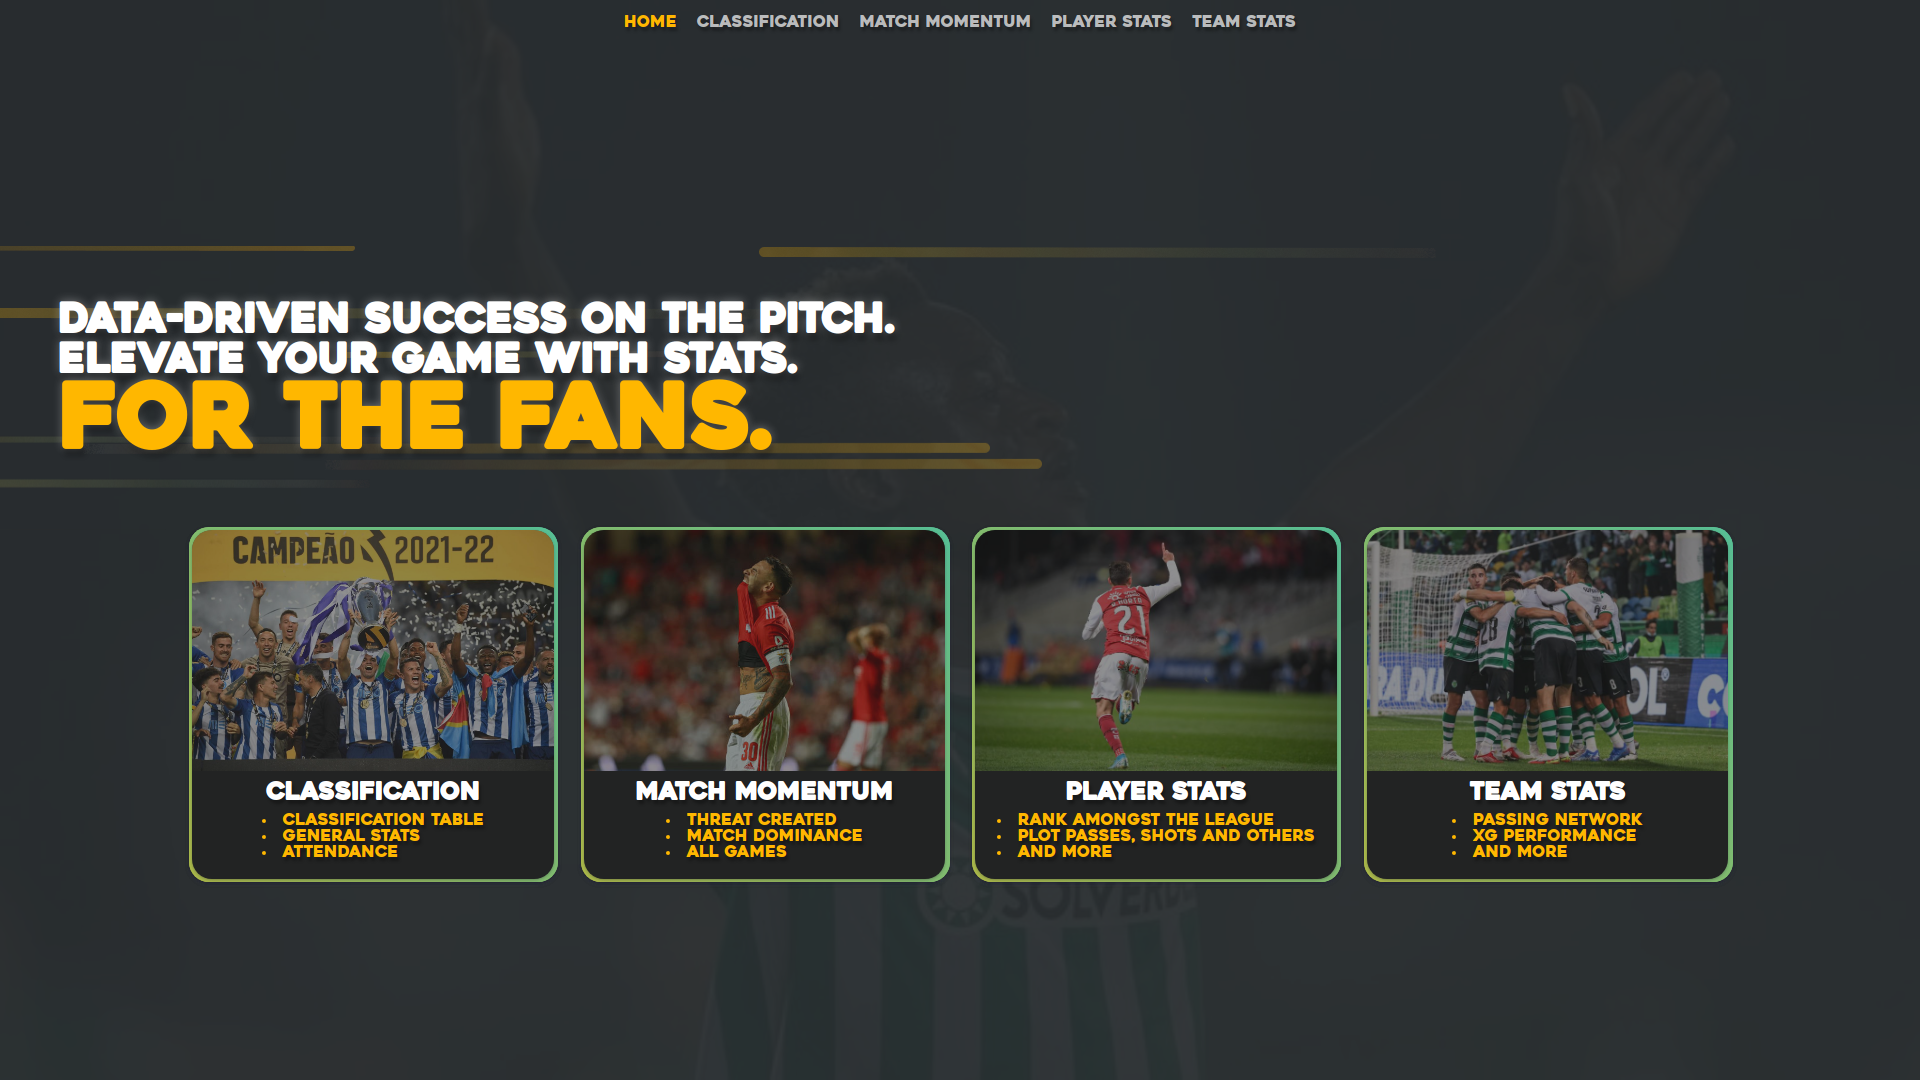 HOME CLASSIFICATION MATCH MOMENTUM PLAYER STATS TEAM STATS
DATA-DRIVEN SUCCESS ON THE PITCH.
ELEVATE YOUR GAME WITH STATS.
FOR THE FANS.
CAMPEÃO 2021-22
30
21
28
CLASSIFICATION
• CLASSIFICATION TABLE
• GENERAL STATS
• ATTENDANCE
MATCH MOMENTUM
• THREAT CREATED
• MATCH DOMINANCE
• ALL GAMES
PLAYER STATS
• RANK AMONGST THE LEAGUE
• PLOT PASSES, SHOTS AND OTHERS
• AND MORE
TEAM STATS
• PASSING NETWORK
• XG PERFORMANCE
• AND MORE